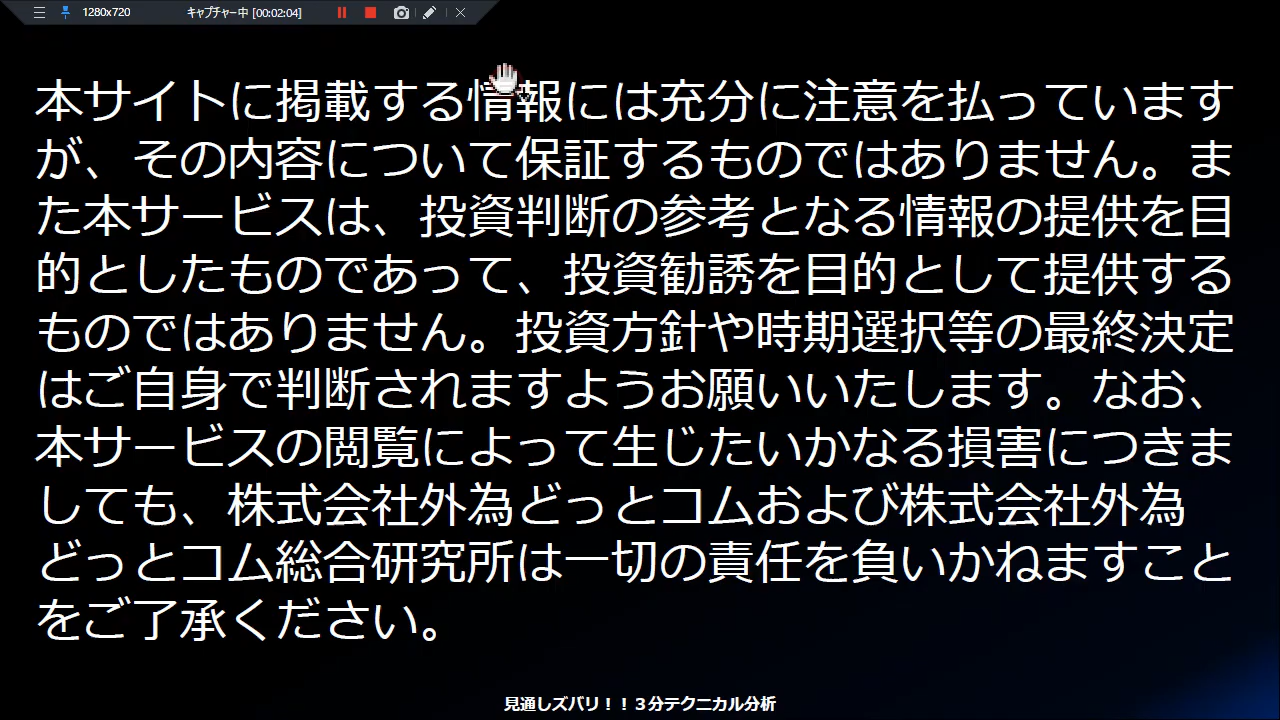 1280x720
キャプチャー中 [00:02:04]
本サイトに掲載する情報には充分に注意を払っています
が、その内容について保証するものではありません。ま
た本サービスは、投資判断の参考となる情報の提供を目
的としたものであって、投資勧誘を目的として提供する
ものではありません。投資方針や時期選択等の最終決定
はご自身で判断されますようお願いいたします。なお、
本サービスの閲覧によって生じたいかなる損害につきま
しても、株式会社外為どっとコムおよび株式会社外為
どっとコム総合研究所は一切の責任を負いかねますこと
をご了承ください。
見通しズバリ！！３分テクニカル分析